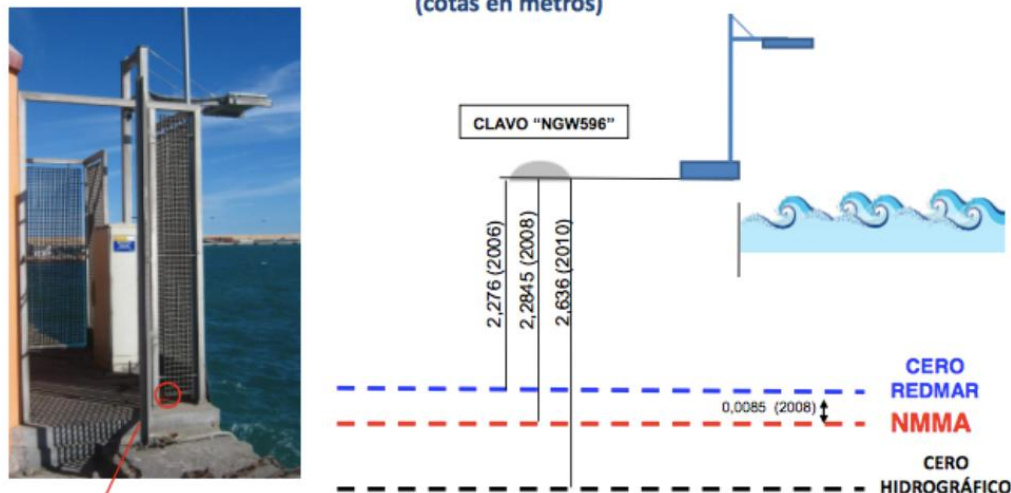 (cotas en metros)
CLAVO “NGW596”
2,276 (2006)
2,2845 (2008)
2,636 (2010)
CERO
REDMAR
0,0085 (2008)
NMMA
CERO
HIDROGRÁFICO